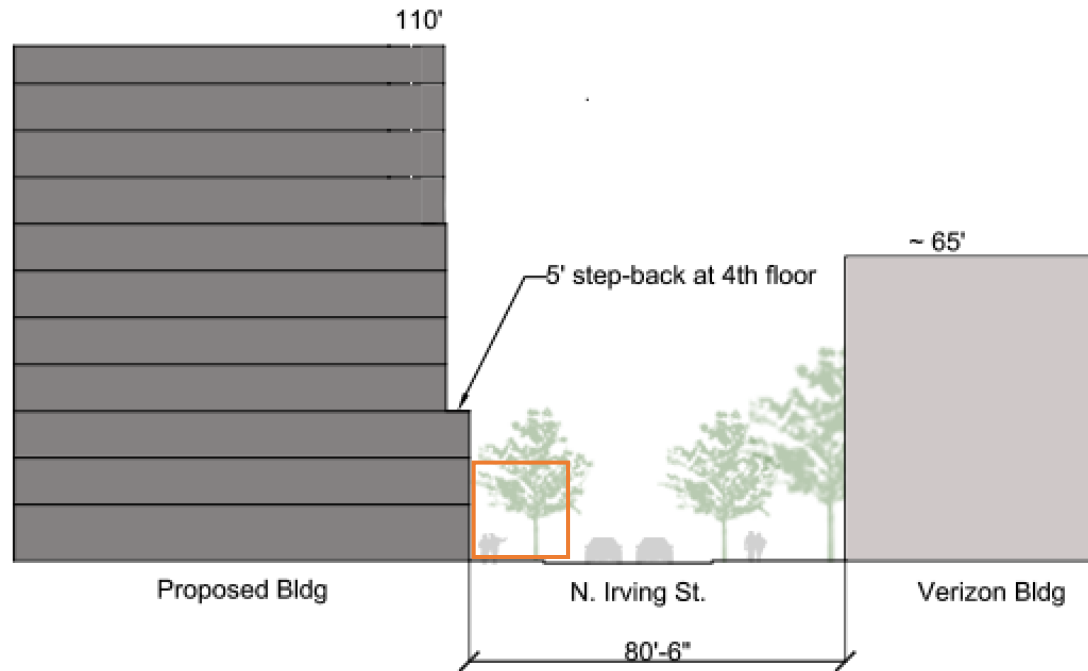 110'
~ 65'
5' step-back at 4th floor
Proposed Bldg
N. Irving St.
Verizon Bldg
80'-6"